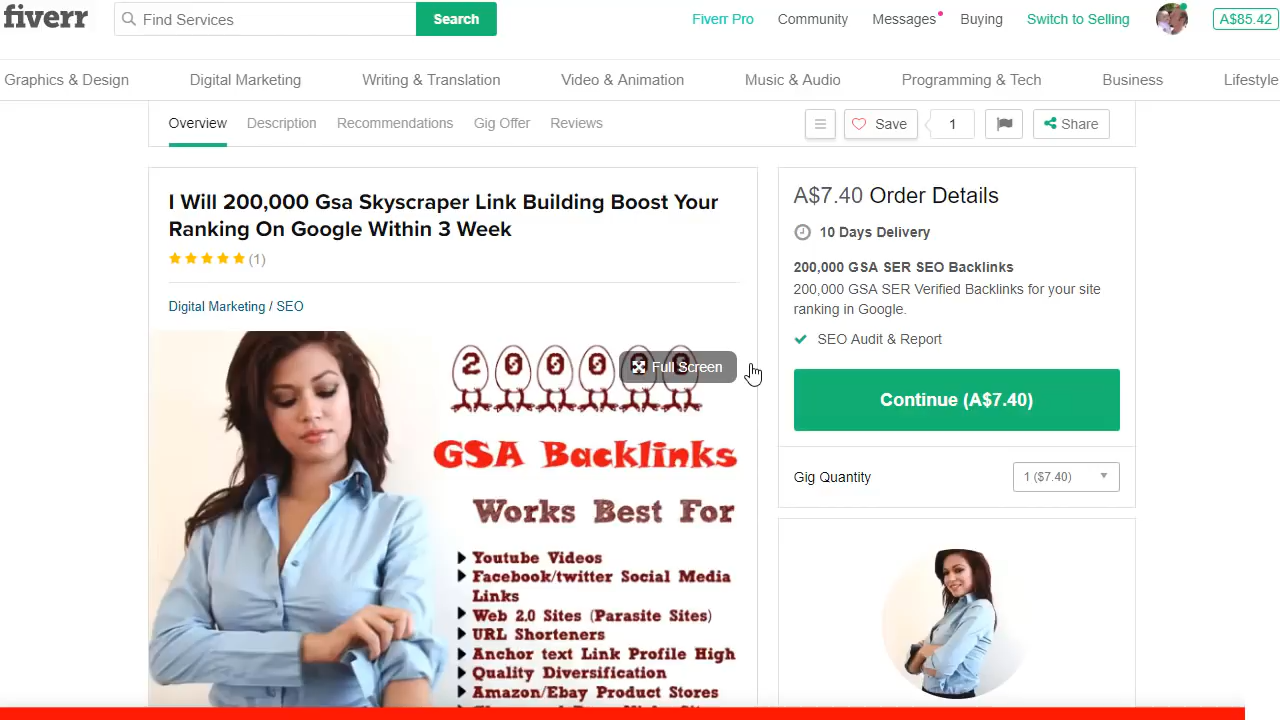 fiverr
Find Services
Search
Fiverr Pro
Community
Messages
Buying
Switch to Selling
A$85.42
Graphics & Design
Digital Marketing
Writing & Translation
Video & Animation
Music & Audio
Programming & Tech
Business
Lifestyle
Overview
Description
Recommendations
Gig Offer
Reviews
Save
1
Share
I Will 200,000 Gsa Skyscraper Link Building Boost Your
Ranking On Google Within 3 Week
(1)
Digital Marketing / SEO
200000
Full Screen
GSA Backlinks
Works Best For
Youtube Videos
Facebook/twitter Social Media
Links
Web 2.0 Sites (Parasite Sites)
URL Shorteners
Anchor text Link Profile High
Quality Diversification
Amazon/Ebay Product Stores
A$7.40 Order Details
10 Days Delivery
200,000 GSA SER SEO Backlinks
200,000 GSA SER Verified Backlinks for your site
ranking in Google.
SEO Audit & Report
Continue (A$7.40)
Gig Quantity
1 ($7.40)